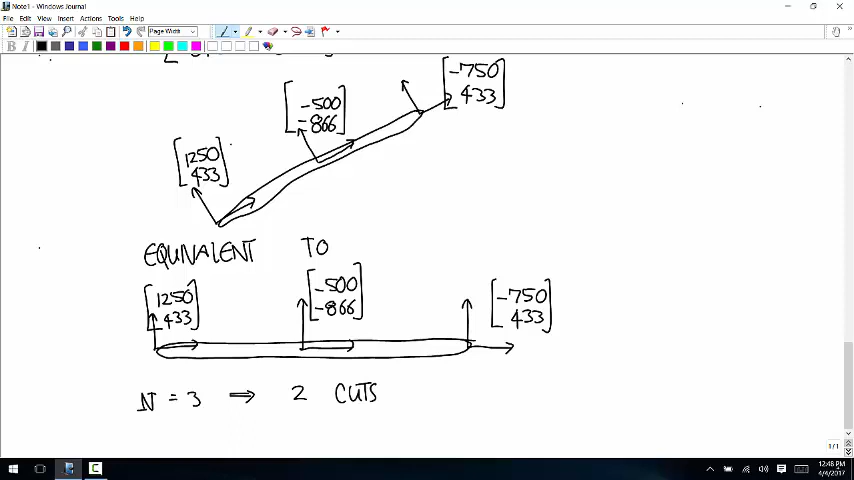 Note1 - Windows Journal
File Edit View Insert Actions Tools Help
Page Width
B I
-750
433
-500
-866
1250
433
EQUIVALENT TO
1250
433
-500
-866
-750
433
N = 3 ⇒ 2 CUTS
1/1
12:48 PM
4/4/2017